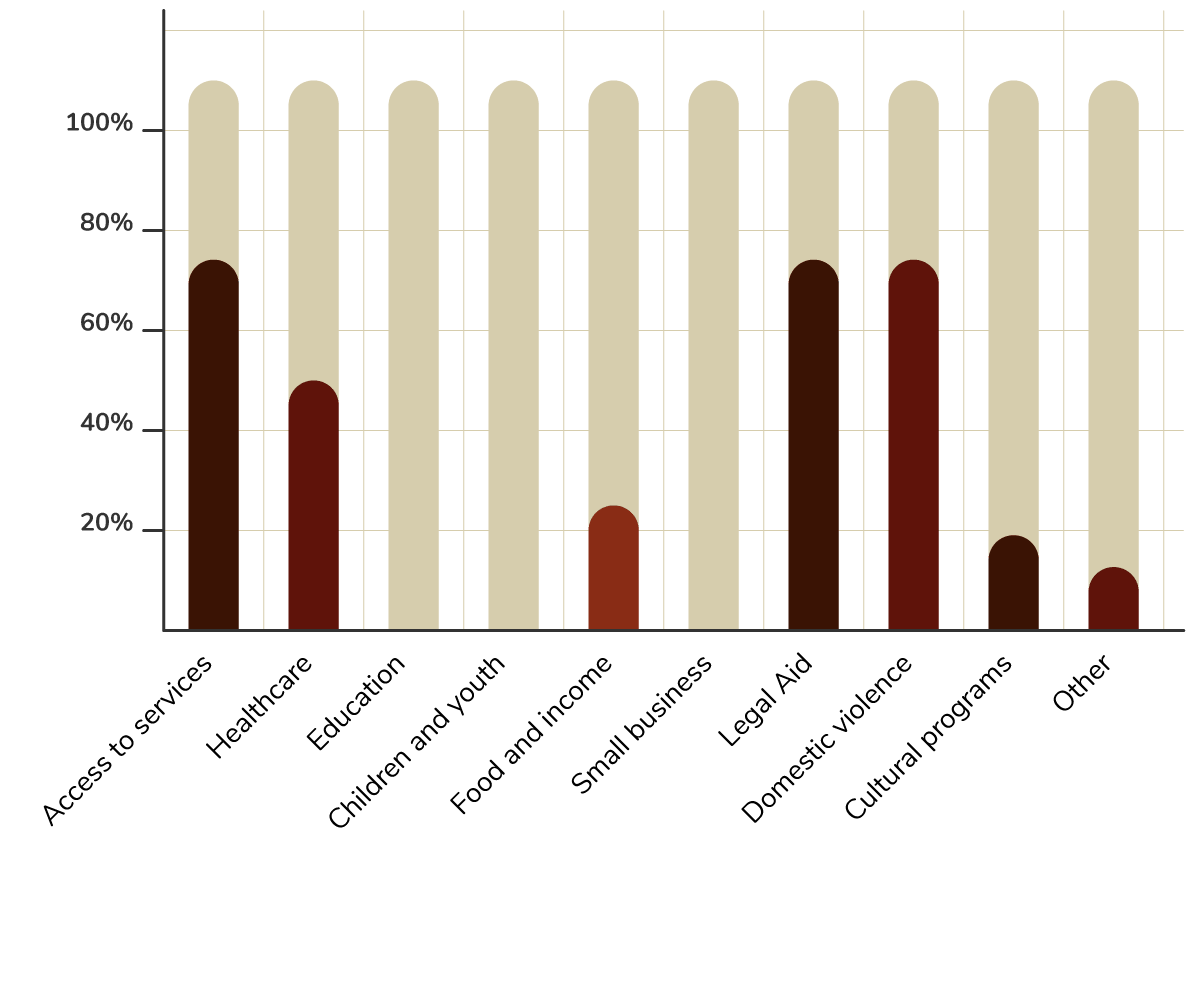 100%
80%
60%
40%
20%
Access to services
Healthcare
Education
Children and youth
Food and income
Small business
Legal Aid
Domestic violence
Cultural programs
Other